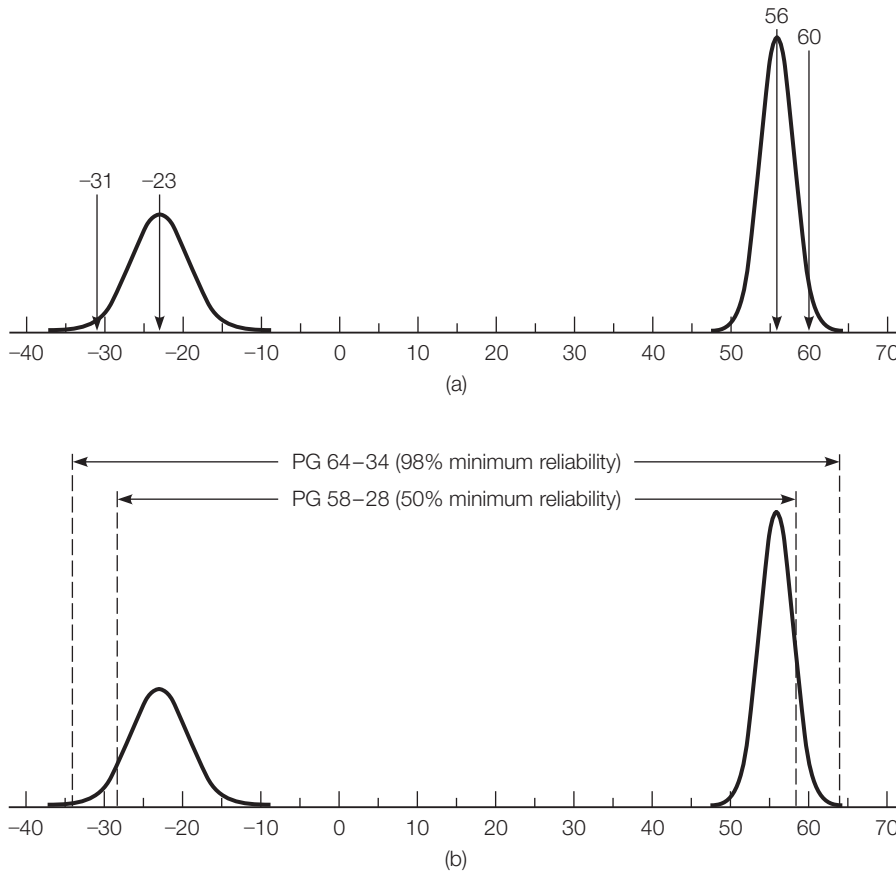 56
60
–31 –23
–40 –30 –20 –10 0 10 20 30 40 50 60 70
(a)
PG 64–34 (98% minimum reliability)
PG 58–28 (50% minimum reliability)
–40 –30 –20 –10 0 10 20 30 40 50 60 70
(b)